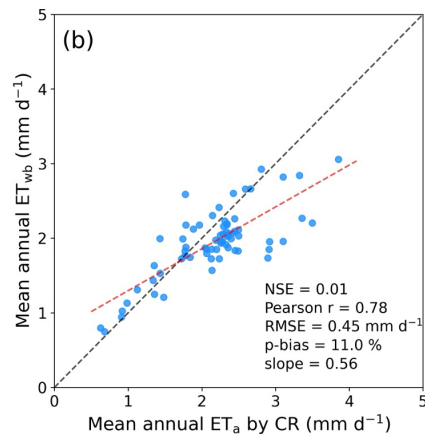 (b)
Mean annual ET_wb (mm d⁻¹)
5
4
3
2
1
0
NSE = 0.01
Pearson r = 0.78
RMSE = 0.45 mm d⁻¹
p-bias = 11.0 %
slope = 0.56
0 1 2 3 4 5
Mean annual ET_a by CR (mm d⁻¹)